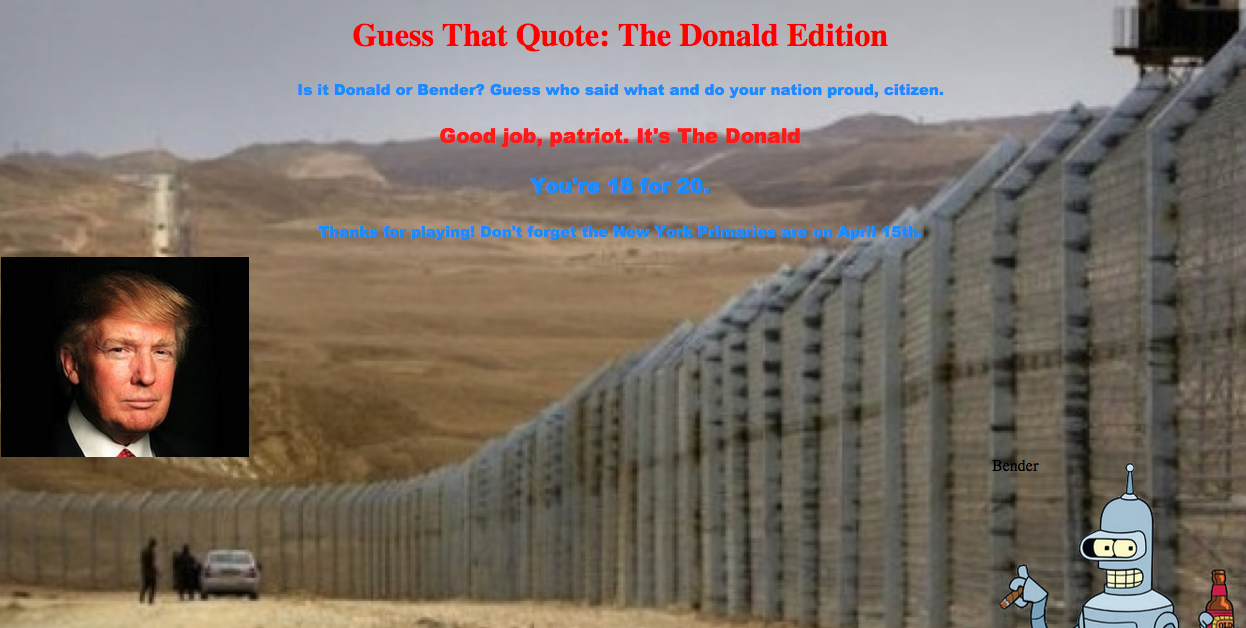 Guess That Quote: The Donald Edition
Is it Donald or Bender? Guess who said what and do your nation proud, citizen.
Good job, patriot. It's The Donald
You're 18 for 20.
Thanks for playing! Don't forget the New York Primaries are on April 15th.
Bender